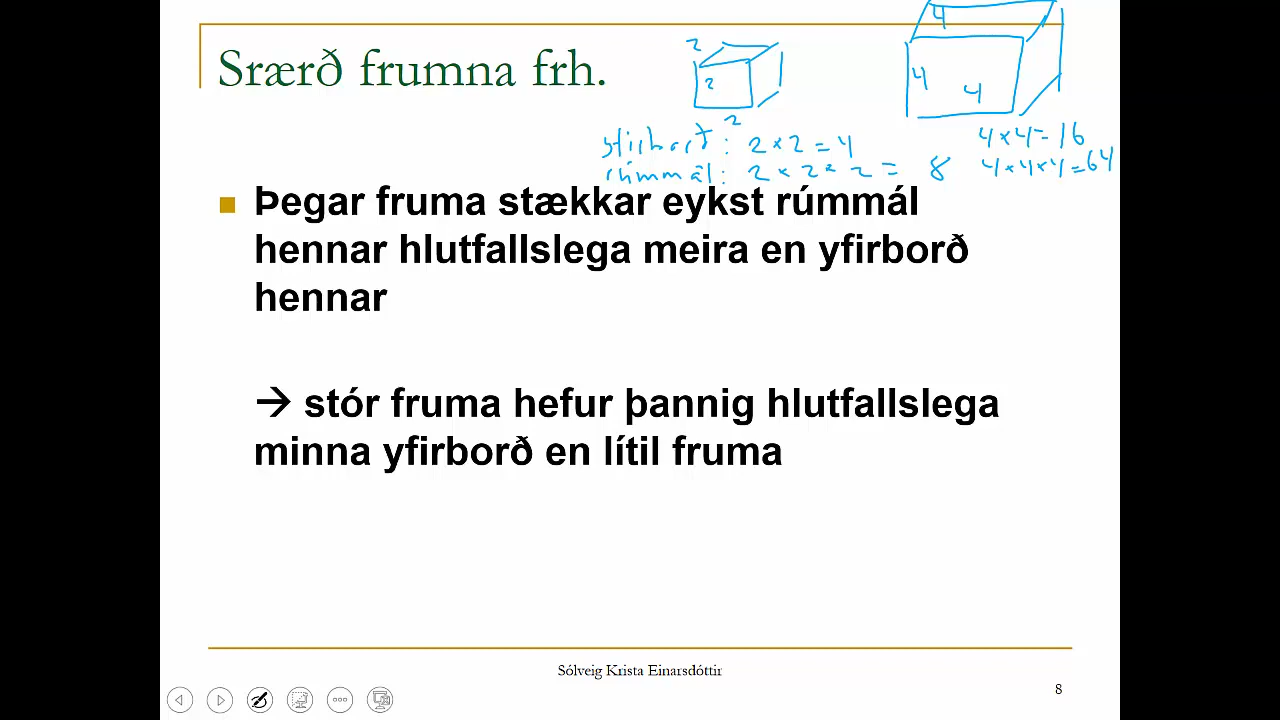 Srærð frumna frh.
2
2
2
4
4
4
yfirborð: 2 × 2 = 4
4 × 4 = 16
rúmmál: 2 × 2 × 2 = 8
4 × 4 × 4 = 64
Þegar fruma stækkar eykst rúmmál
hennar hlutfallslega meira en yfirborð
hennar
→ stór fruma hefur þannig hlutfallslega
minna yfirborð en lítil fruma
Sólveig Krista Einarsdóttir
8